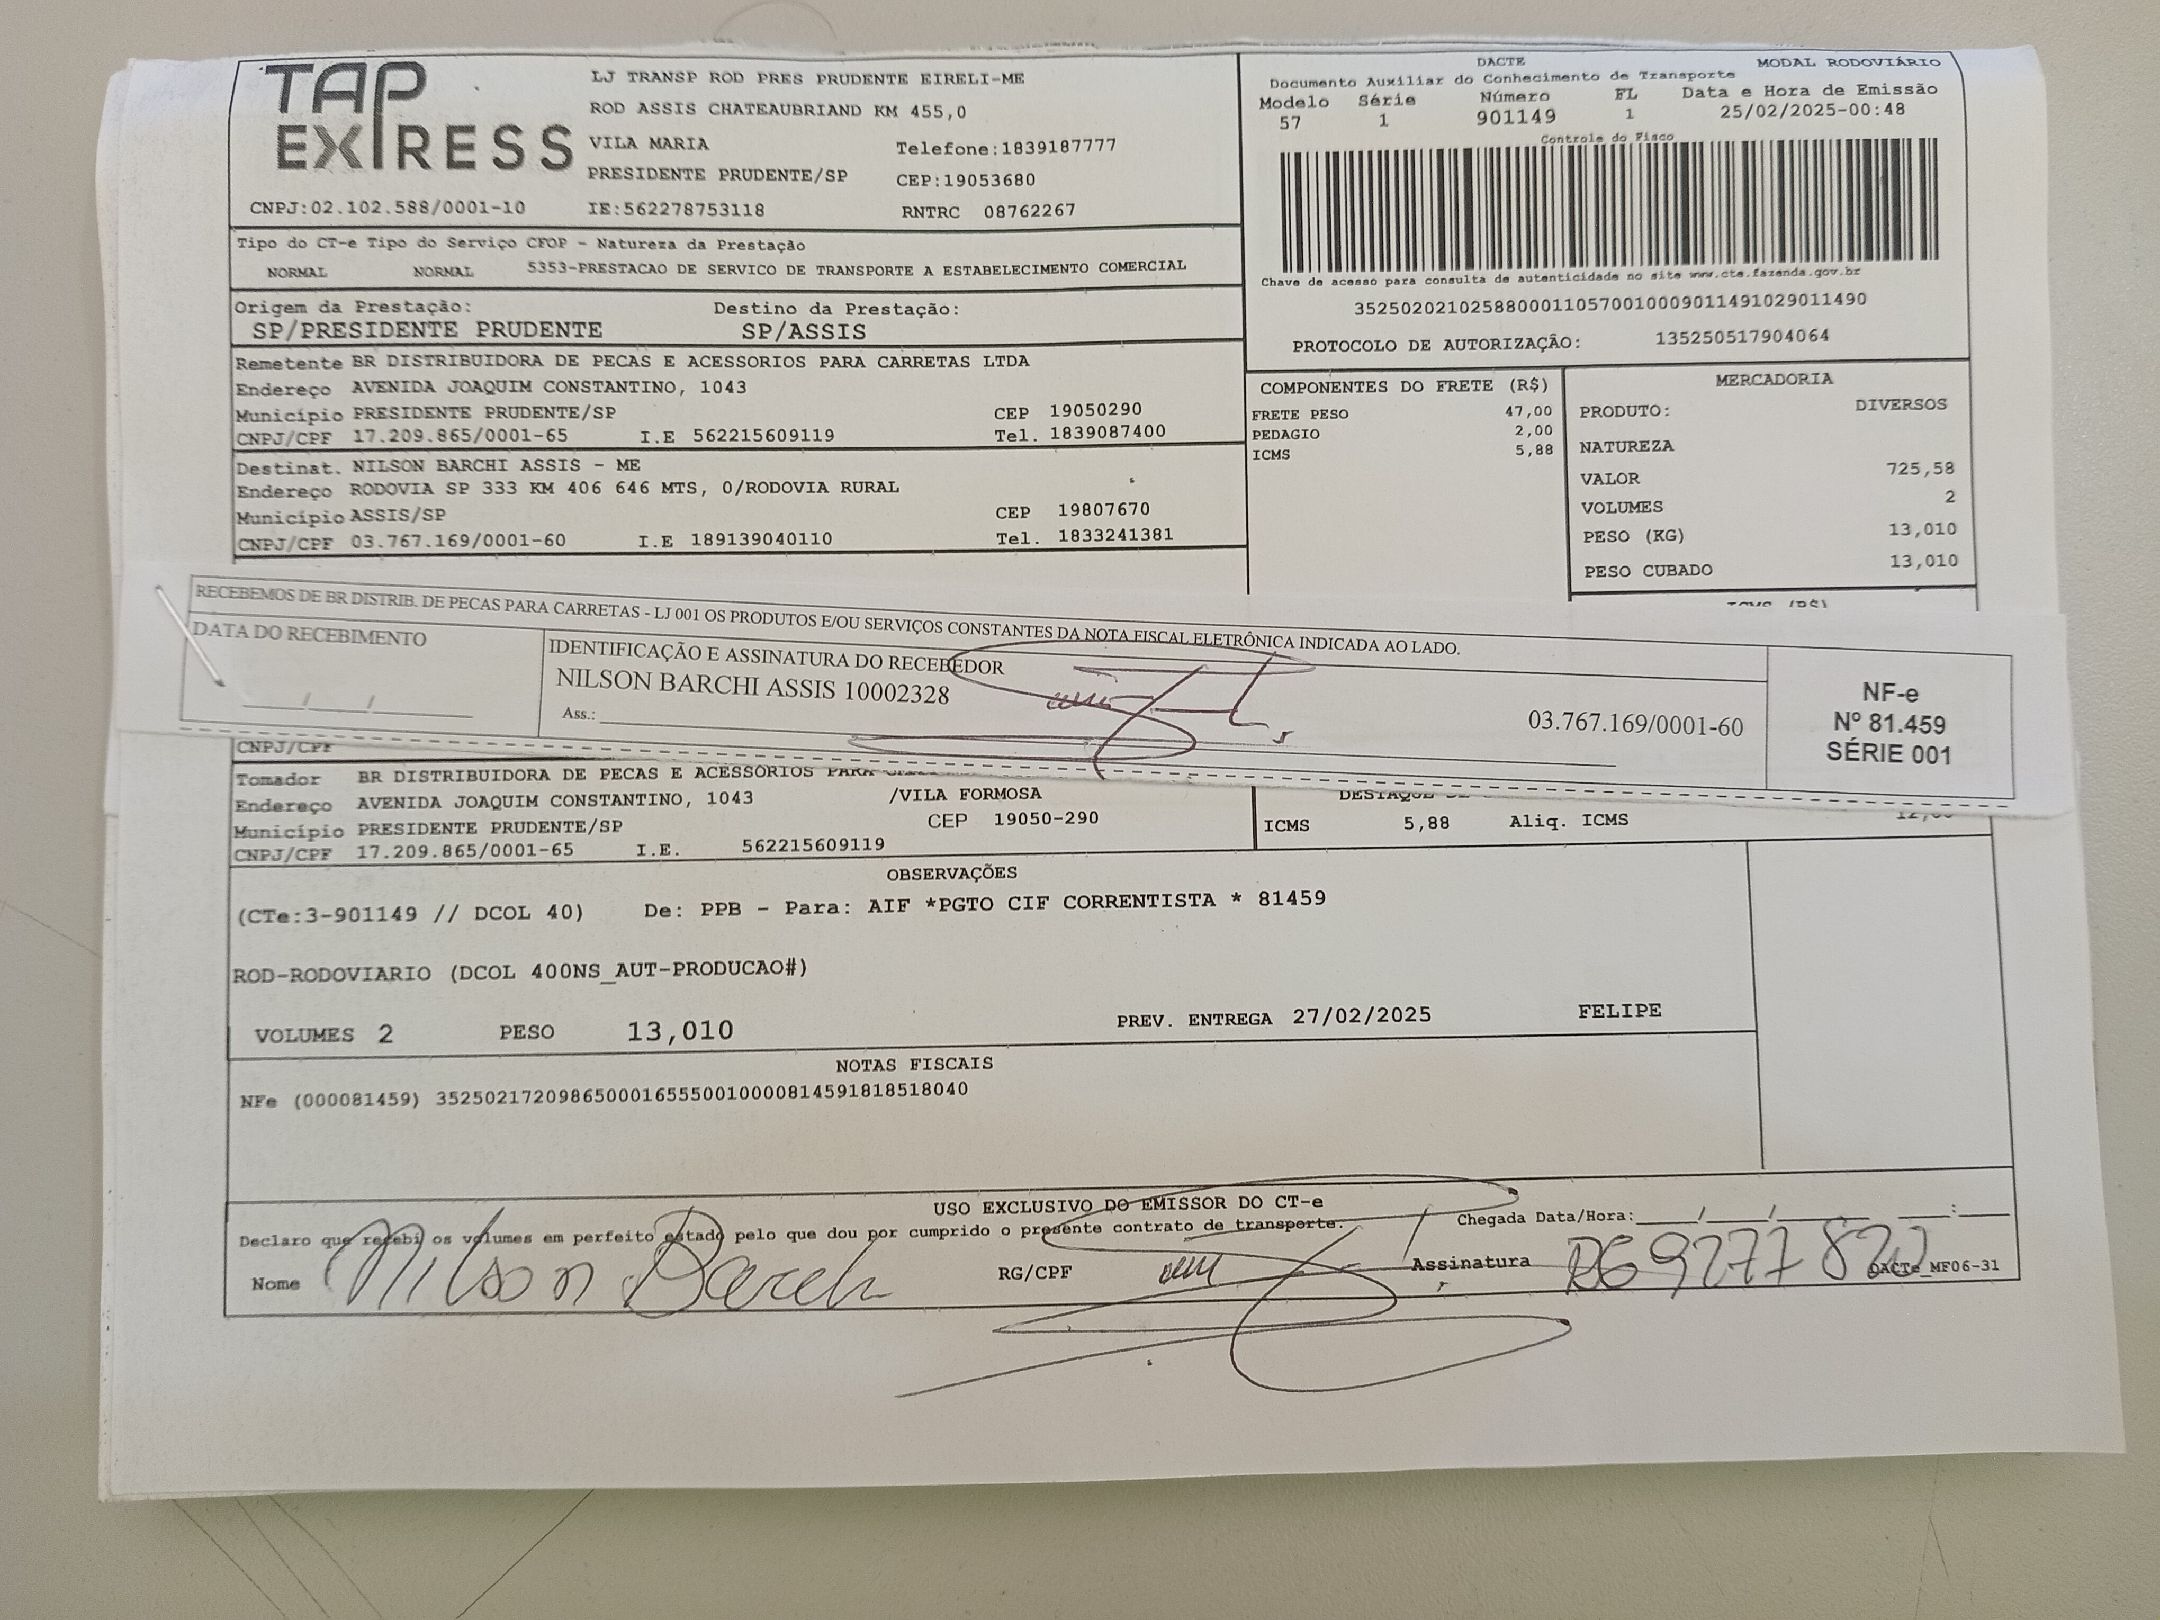 TAP EXPRESS
LJ TRANSP ROD PRES PRUDENTE EIRELI-ME
ROD ASSIS CHATEAUBRIAND KM 455,0
VILA MARIA Telefone:1839187777
PRESIDENTE PRUDENTE/SP CEP:19053680
CNPJ:02.102.588/0001-10 IE:562278753118 RNTRC 08762267
DACTE MODAL RODOVIÁRIO
Documento Auxiliar do Conhecimento de Transporte
Modelo Série Número FL Data e Hora de Emissão
57 1 901149 1 25/02/2025-00:48
Controle do Fisco
Chave de acesso para consulta de autenticidade no site www.cte.fazenda.gov.br
35250202102588000110570010009011491029011490
PROTOCOLO DE AUTORIZAÇÃO: 135250517904064
Tipo do CT-e Tipo do Serviço CFOP - Natureza da Prestação
NORMAL NORMAL 5353-PRESTACAO DE SERVICO DE TRANSPORTE A ESTABELECIMENTO COMERCIAL
Origem da Prestação: Destino da Prestação:
SP/PRESIDENTE PRUDENTE SP/ASSIS
Remetente BR DISTRIBUIDORA DE PECAS E ACESSORIOS PARA CARRETAS LTDA
Endereço AVENIDA JOAQUIM CONSTANTINO, 1043
Município PRESIDENTE PRUDENTE/SP CEP 19050290
CNPJ/CPF 17.209.865/0001-65 I.E 562215609119 Tel. 1839087400
Destinat. NILSON BARCHI ASSIS - ME
Endereço RODOVIA SP 333 KM 406 646 MTS, 0/RODOVIA RURAL
Município ASSIS/SP CEP 19807670
CNPJ/CPF 03.767.169/0001-60 I.E 189139040110 Tel. 1833241381
COMPONENTES DO FRETE (R$)
FRETE PESO 47,00
PEDAGIO 2,00
ICMS 5,88
MERCADORIA
PRODUTO: DIVERSOS
NATUREZA
VALOR 725,58
VOLUMES 2
PESO (KG) 13,010
PESO CUBADO 13,010
RECEBEMOS DE BR DISTRIB. DE PECAS PARA CARRETAS - LJ 001 OS PRODUTOS E/OU SERVIÇOS CONSTANTES DA NOTA FISCAL ELETRÔNICA INDICADA AO LADO.
DATA DO RECEBIMENTO
___/___/______
IDENTIFICAÇÃO E ASSINATURA DO RECEBEDOR
NILSON BARCHI ASSIS 10002328
Ass.:
03.767.169/0001-60
NF-e
Nº 81.459
SÉRIE 001
CNPJ/CPF
Tomador BR DISTRIBUIDORA DE PECAS E ACESSORIOS PARA
Endereço AVENIDA JOAQUIM CONSTANTINO, 1043 /VILA FORMOSA
Município PRESIDENTE PRUDENTE/SP CEP 19050-290
CNPJ/CPF 17.209.865/0001-65 I.E. 562215609119
ICMS 5,88 Aliq. ICMS
OBSERVAÇÕES
(CTe:3-901149 // DCOL 40) De: PPB - Para: AIF *PGTO CIF CORRENTISTA * 81459
ROD-RODOVIARIO (DCOL 400NS_AUT-PRODUCAO#)
VOLUMES 2 PESO 13,010 PREV. ENTREGA 27/02/2025 FELIPE
NOTAS FISCAIS
NFe (000081459) 35250217209865000165550010000814591818518040
USO EXCLUSIVO DO EMISSOR DO CT-e
Declaro que recebi os volumes em perfeito estado pelo que dou por cumprido o presente contrato de transporte. Chegada Data/Hora:____/____/______ ___:___
Nome Nilson RG/CPF Assinatura
DACTe_MF06-31